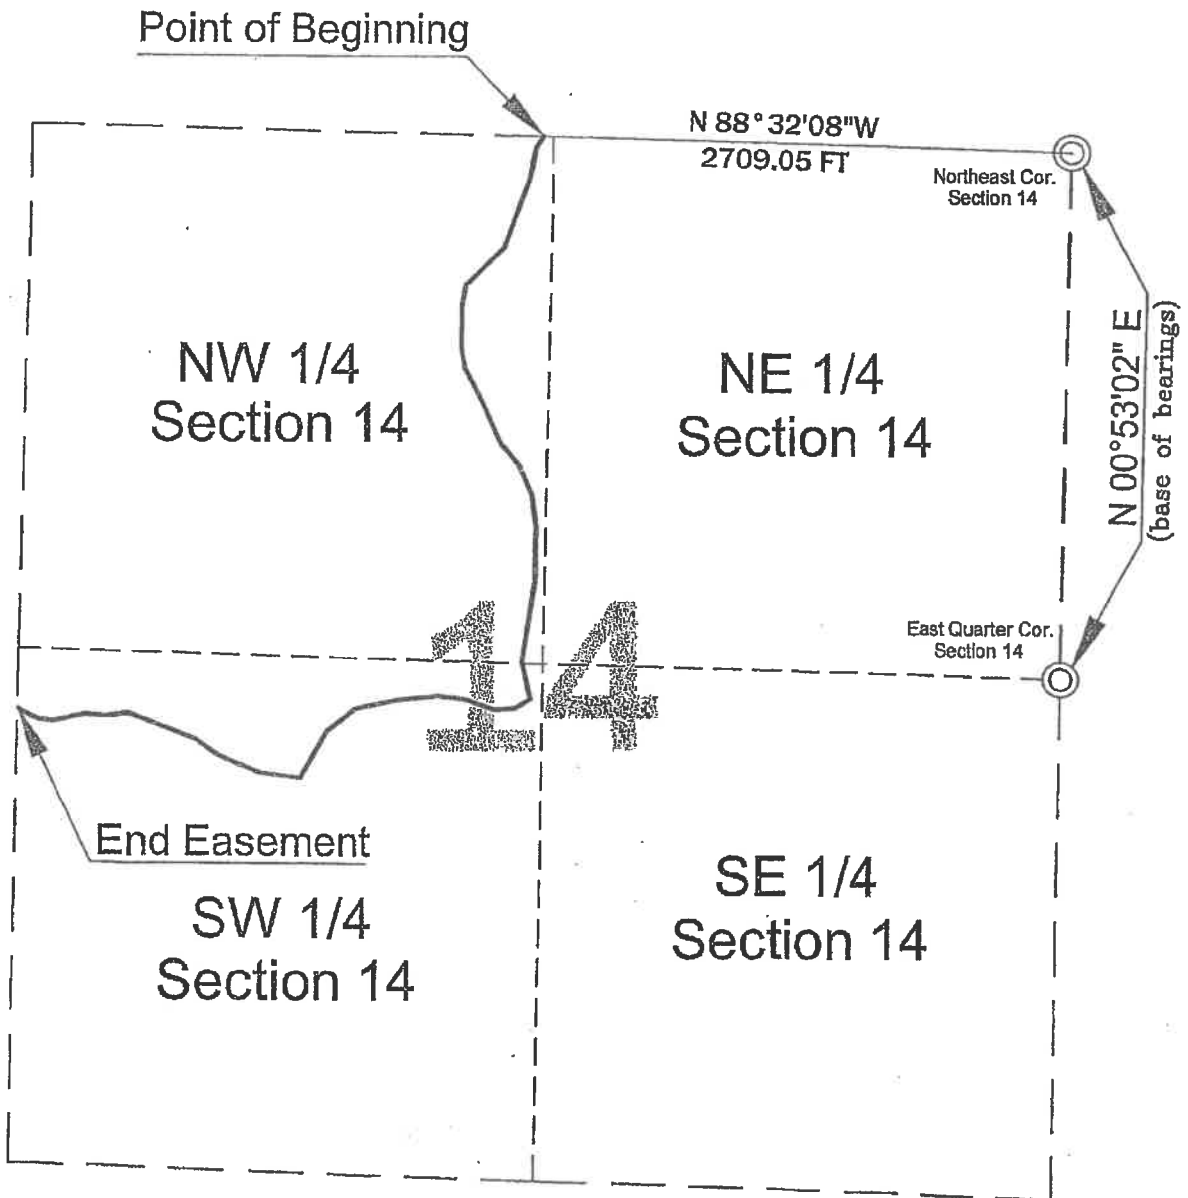 Point of Beginning
N 88°32'08"W
2709.05 FT
Northeast Cor.
Section 14
NW 1/4
Section 14
NE 1/4
Section 14
N 00°53'02" E
(base of bearings)
14
East Quarter Cor.
Section 14
End Easement
SW 1/4
Section 14
SE 1/4
Section 14